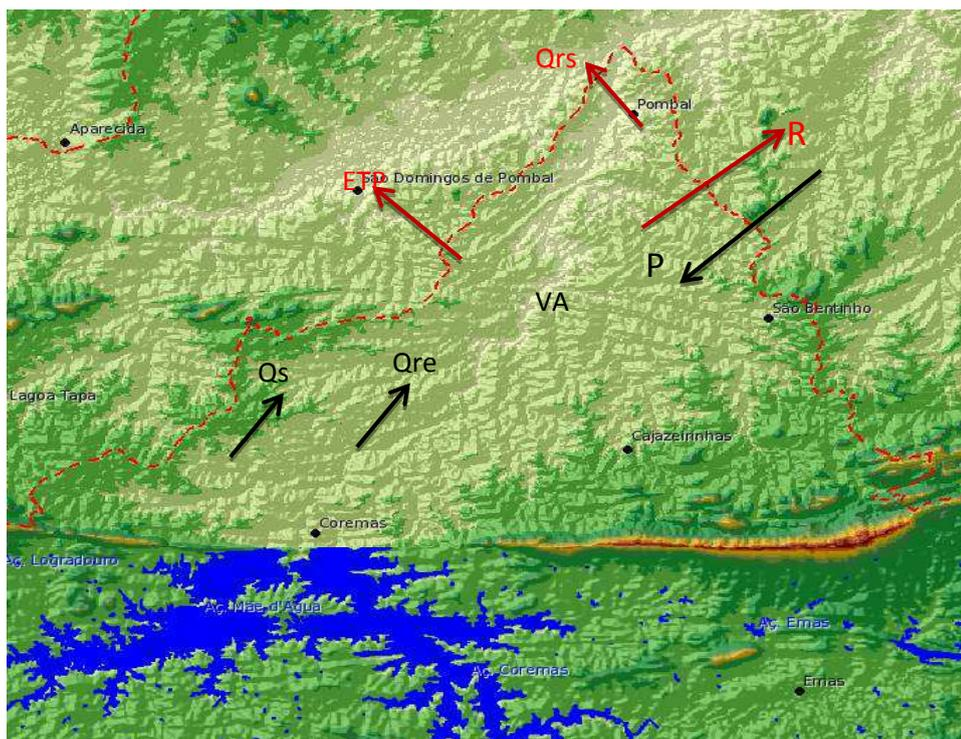 Qrs
Pombal
Aparecida
R
ETP
São Domingos de Pombal
P
VA
São Bentinho
Qs
Qre
Lagoa Tapa
Cajazeirinhas
Coremas
Aç. Logradouro
Aç. Mãe d'Água
Aç. Emas
Aç. Coremas
Emas